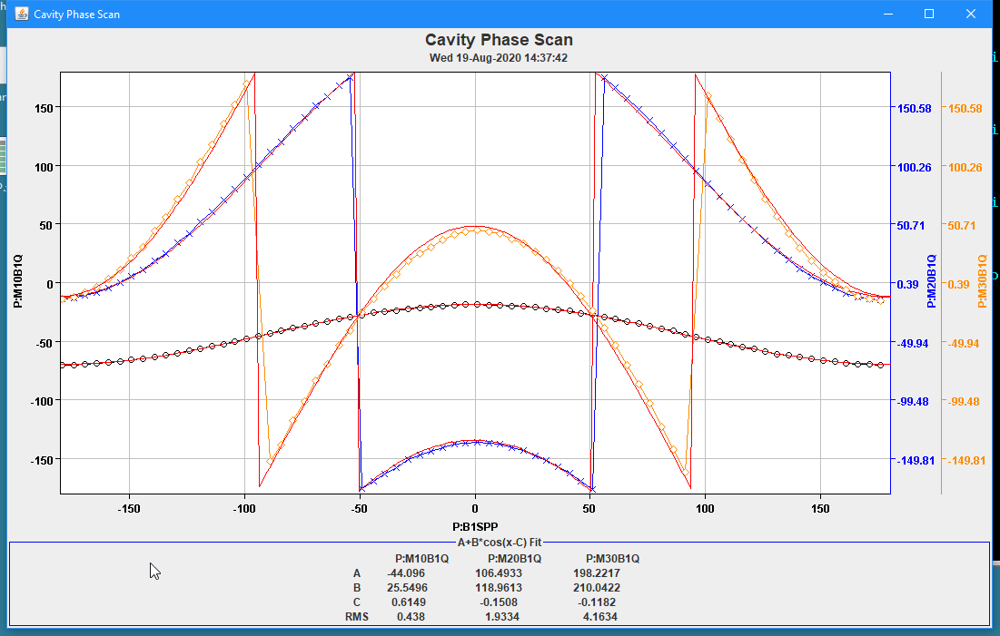 Cavity Phase Scan
Cavity Phase Scan
Wed 19-Aug-2020 14:37:42
150
100
50
0
-50
-100
-150
P:M10B1Q
150.58
100.26
50.71
0.39
-49.94
-99.48
-149.81
P:M20B1Q
150.58
100.26
50.71
0.39
-49.94
-99.48
-149.81
P:M30B1Q
-150 -100 -50 0 50 100 150
P:B1SPP
A+B*cos(x-C) Fit
P:M10B1Q P:M20B1Q P:M30B1Q
A -44.096 106.4933 198.2217
B 25.5496 118.9613 210.0422
C 0.6149 -0.1508 -0.1182
RMS 0.438 1.9334 4.1634